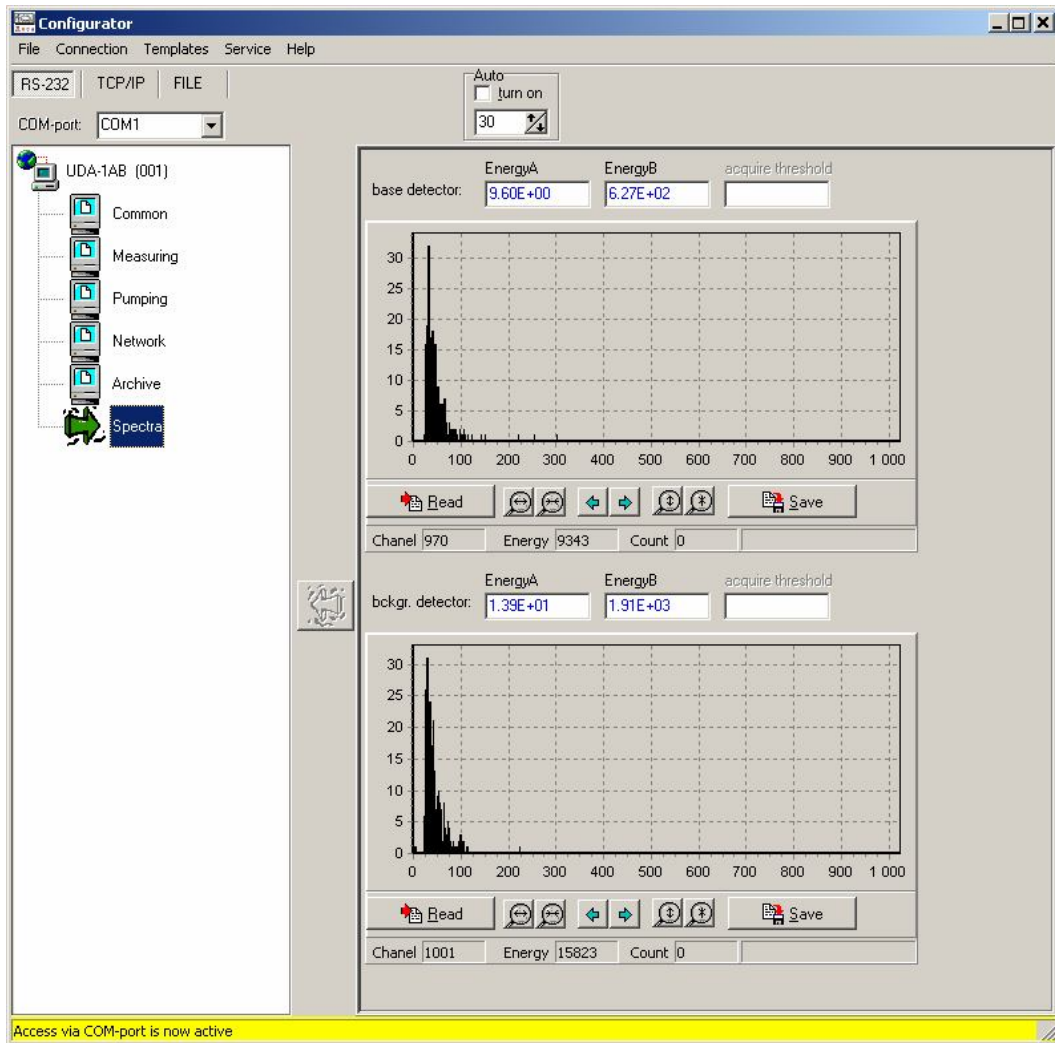 Configurator
File Connection Templates Service Help
RS-232 TCP/IP FILE
Auto
turn on
30
COM-port: COM1
UDA-1AB (001)
Common
Measuring
Pumping
Network
Archive
Spectra
EnergyA EnergyB acquire threshold
base detector: 9.60E+00 6.27E+02
30
25
20
15
10
5
0
0 100 200 300 400 500 600 700 800 900 1 000
Read Save
Chanel 970 Energy 9343 Count 0
EnergyA EnergyB acquire threshold
bckgr. detector: 1.39E+01 1.91E+03
30
25
20
15
10
5
0
0 100 200 300 400 500 600 700 800 900 1 000
Read Save
Chanel 1001 Energy 15823 Count 0
Access via COM-port is now active